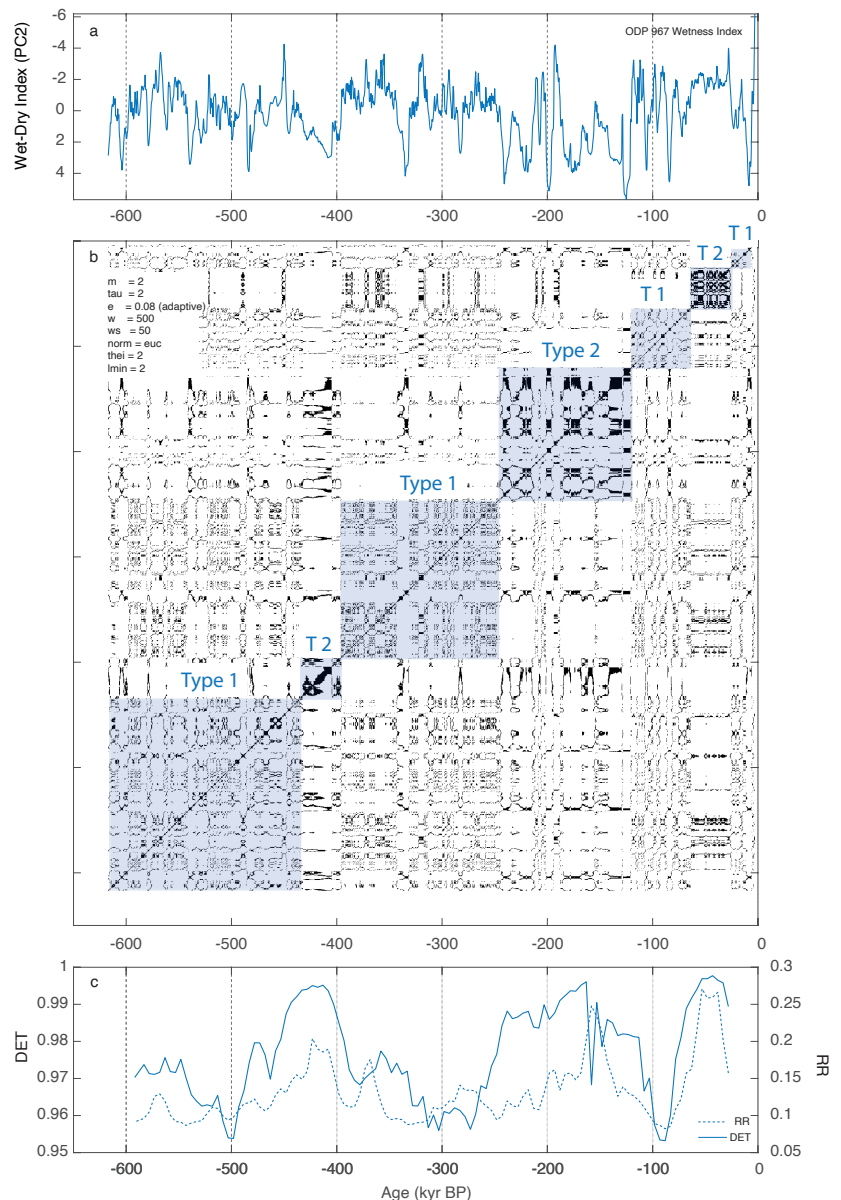 a
ODP 967 Wetness Index
Wet-Dry Index (PC2)
-6
-4
-2
0
2
4
-600
-500
-400
-300
-200
-100
0
b
m = 2
tau = 2
e = 0.08 (adaptive)
w = 500
ws = 50
norm = euc
thei = 2
lmin = 2
T 1
T 2
T 1
Type 2
Type 1
T 2
Type 1
-600
-500
-400
-300
-200
-100
0
c
DET
1
0.99
0.98
0.97
0.96
0.95
RR
0.3
0.25
0.2
0.15
0.1
0.05
RR
DET
-600
-500
-400
-300
-200
-100
0
Age (kyr BP)